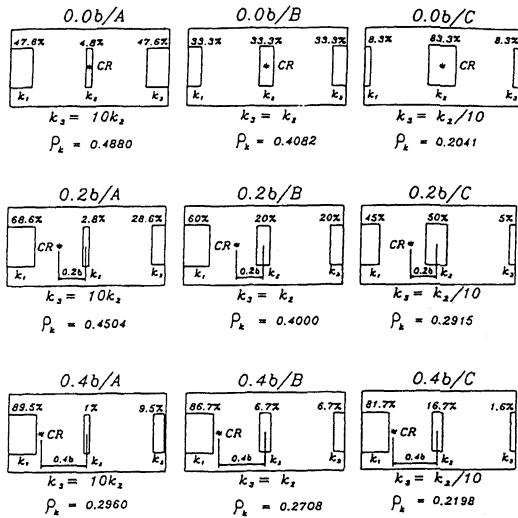 0.0b/A
47.6% 4.8% 47.6%
CR
k₁ k₂ k₃
k₃ = 10k₂
ρₖ = 0.4880
0.0b/B
33.3% 33.3% 33.3%
CR
k₁ k₂ k₃
k₃ = k₂
ρₖ = 0.4082
0.0b/C
8.3% 83.3% 8.3%
CR
k₁ k₂ k₃
k₃ = k₂/10
ρₖ = 0.2041
0.2b/A
68.6% 2.8% 28.6%
CR
0.2b
k₁ k₂ k₃
k₃ = 10k₂
ρₖ = 0.4504
0.2b/B
60% 20% 20%
CR
0.2b
k₁ k₂ k₃
k₃ = k₂
ρₖ = 0.4000
0.2b/C
45% 50% 5%
CR
0.2b
k₁ k₂ k₃
k₃ = k₂/10
ρₖ = 0.2915
0.4b/A
89.5% 1% 9.5%
CR
0.4b
k₁ k₂ k₃
k₃ = 10k₂
ρₖ = 0.2960
0.4b/B
86.7% 6.7% 6.7%
CR
0.4b
k₁ k₂ k₃
k₃ = k₂
ρₖ = 0.2708
0.4b/C
81.7% 16.7% 1.6%
CR
0.4b
k₁ k₂ k₃
k₃ = k₂/10
ρₖ = 0.2198